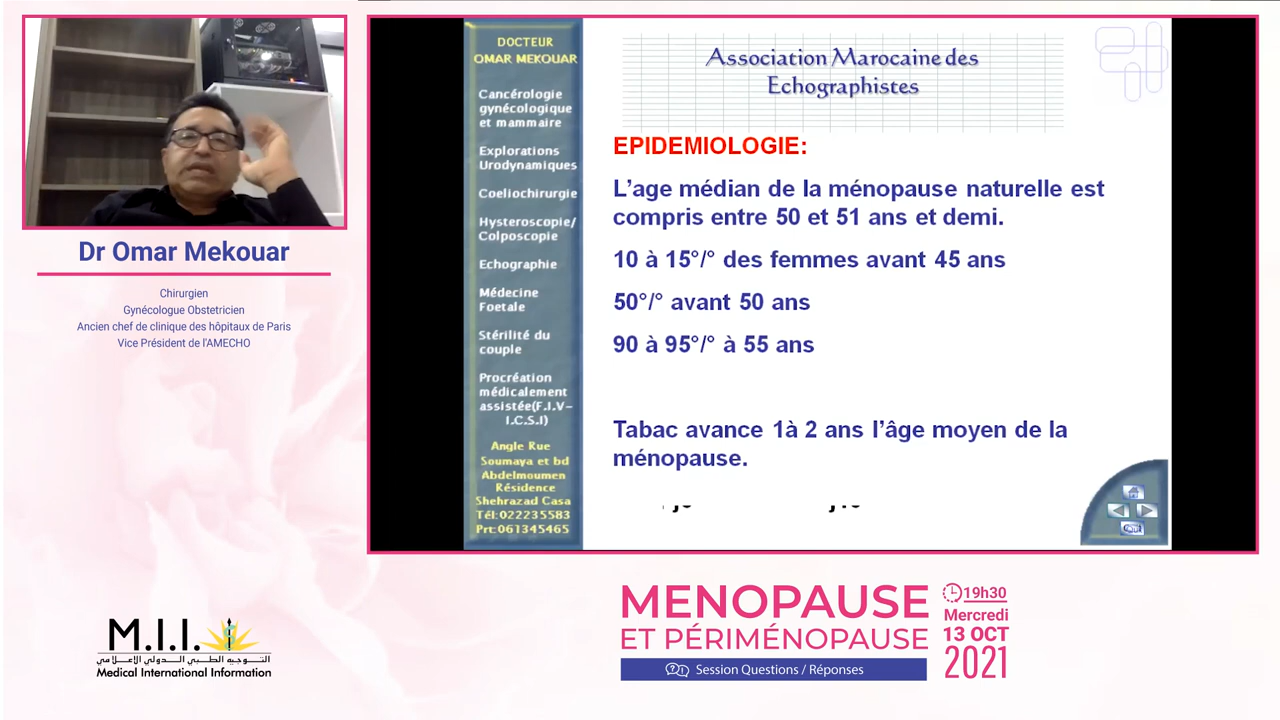 Dr Omar Mekouar
Chirurgien
Gynécologue Obstetricien
Ancien chef de clinique des hôpitaux de Paris
Vice Président de l'AMECHO
DOCTEUR
OMAR MEKOUAR
Cancérologie
gynécologique
et mammaire
Explorations
Urodynamiques
Coeliochirurgie
Hysteroscopie/
Colposcopie
Echographie
Médecine
Foetale
Stérilité du
couple
Procréation
médicalement
assistée(F.I.V-
I.C.S.I)
Angle Rue
Soumaya et bd
Abdelmoumen
Résidence
Shehrazad Casa
Tél:022235583
Prt:061345465
Association Marocaine des
Echographistes
EPIDEMIOLOGIE:
L'age médian de la ménopause naturelle est
compris entre 50 et 51 ans et demi.
10 à 15°/° des femmes avant 45 ans
50°/° avant 50 ans
90 à 95°/° à 55 ans
Tabac avance 1à 2 ans l'âge moyen de la
ménopause.
M.I.I.
التوجيه الطبي الدولي الإعلامي
Medical International Information
MENOPAUSE
ET PÉRIMÉNOPAUSE
Session Questions / Réponses
19h30
Mercredi
13 OCT
2021